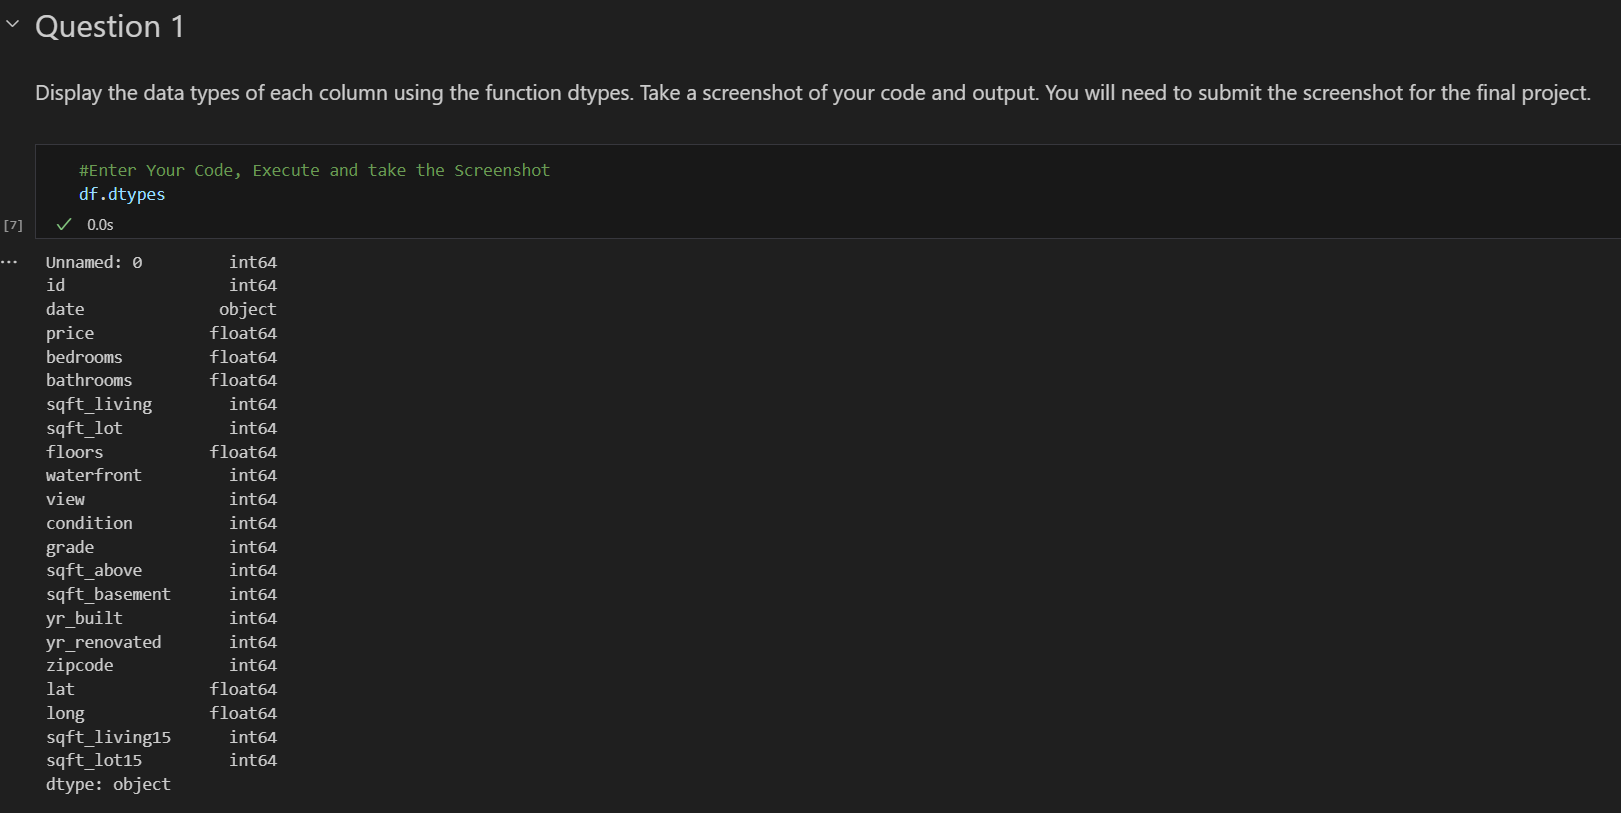 Question 1
Display the data types of each column using the function dtypes. Take a screenshot of your code and output. You will need to submit the screenshot for the final project.
#Enter Your Code, Execute and take the Screenshot
df.dtypes
[7] 0.0s
Unnamed: 0 int64
id int64
date object
price float64
bedrooms float64
bathrooms float64
sqft_living int64
sqft_lot int64
floors float64
waterfront int64
view int64
condition int64
grade int64
sqft_above int64
sqft_basement int64
yr_built int64
yr_renovated int64
zipcode int64
lat float64
long float64
sqft_living15 int64
sqft_lot15 int64
dtype: object